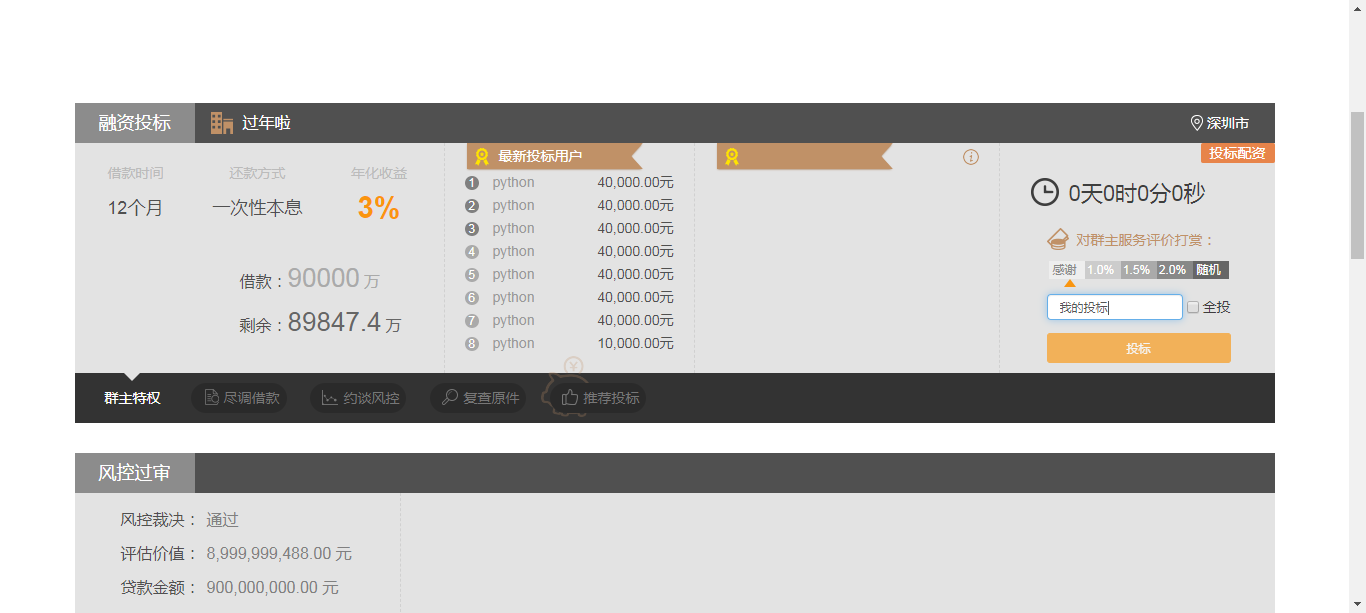 融资投标 过年啦 深圳市
借款时间 还款方式 年化收益
12个月 一次性本息 3%
借款：90000 万
剩余：89847.4 万
最新投标用户
1 python 40,000.00元
2 python 40,000.00元
3 python 40,000.00元
4 python 40,000.00元
5 python 40,000.00元
6 python 40,000.00元
7 python 40,000.00元
8 python 10,000.00元
投标配资
0天0时0分0秒
对群主服务评价打赏：
感谢 1.0% 1.5% 2.0% 随机
我的投标 全投
投标
群主特权 尽调借款 约谈风控 复查原件 推荐投标
风控过审
风控裁决： 通过
评估价值： 8,999,999,488.00 元
贷款金额： 900,000,000.00 元